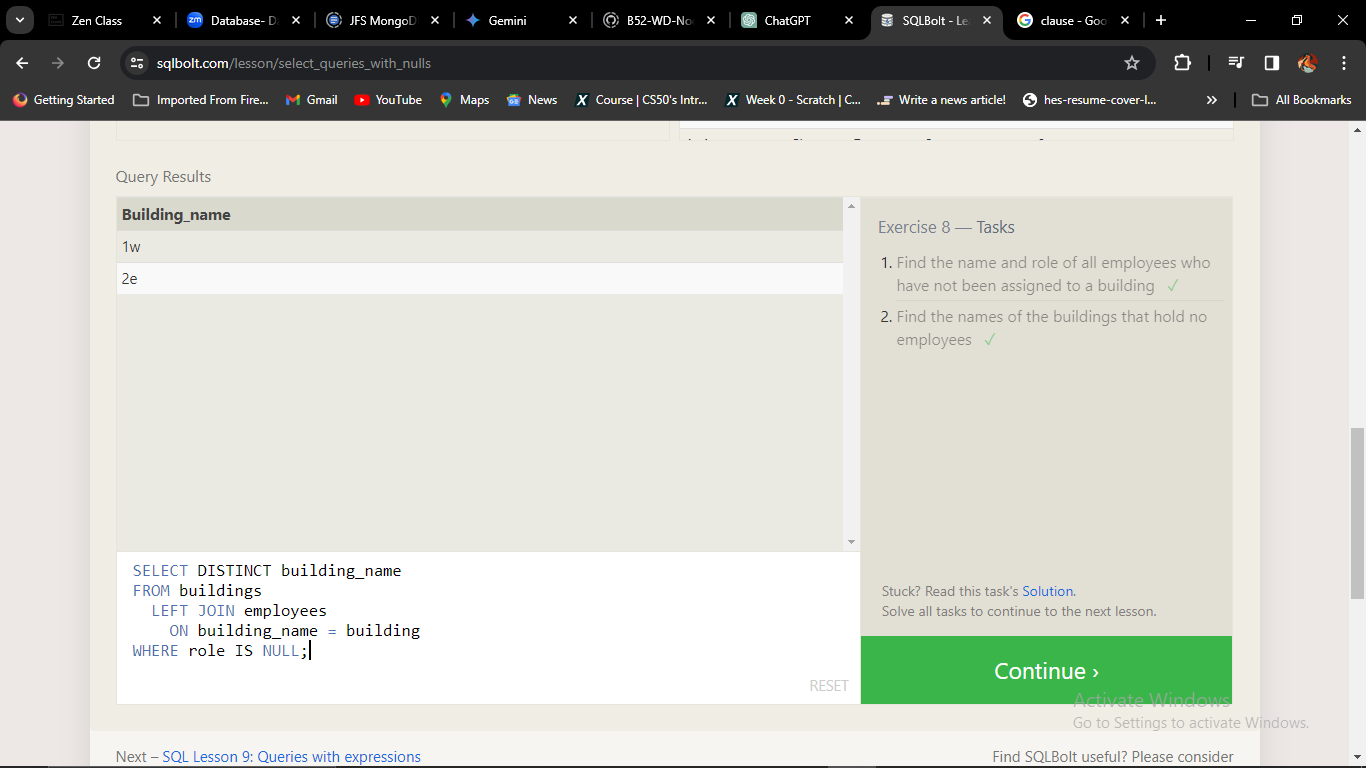 Zen Class
zm Database- D
JFS MongoD
Gemini
B52-WD-No
ChatGPT
SQLBolt - Le
clause - Goo
sqlbolt.com/lesson/select_queries_with_nulls
Getting Started
Imported From Fire...
Gmail
YouTube
Maps
News
X Course | CS50's Intr...
X Week 0 - Scratch | C...
Write a news article!
hes-resume-cover-l...
»
All Bookmarks
Query Results
Building_name
1w
2e
Exercise 8 — Tasks
1. Find the name and role of all employees who
have not been assigned to a building ✓
2. Find the names of the buildings that hold no
employees ✓
SELECT DISTINCT building_name
FROM buildings
LEFT JOIN employees
ON building_name = building
WHERE role IS NULL;
RESET
Stuck? Read this task's Solution.
Solve all tasks to continue to the next lesson.
Continue ›
Activate Windows
Go to Settings to activate Windows.
Next – SQL Lesson 9: Queries with expressions
Find SQLBolt useful? Please consider